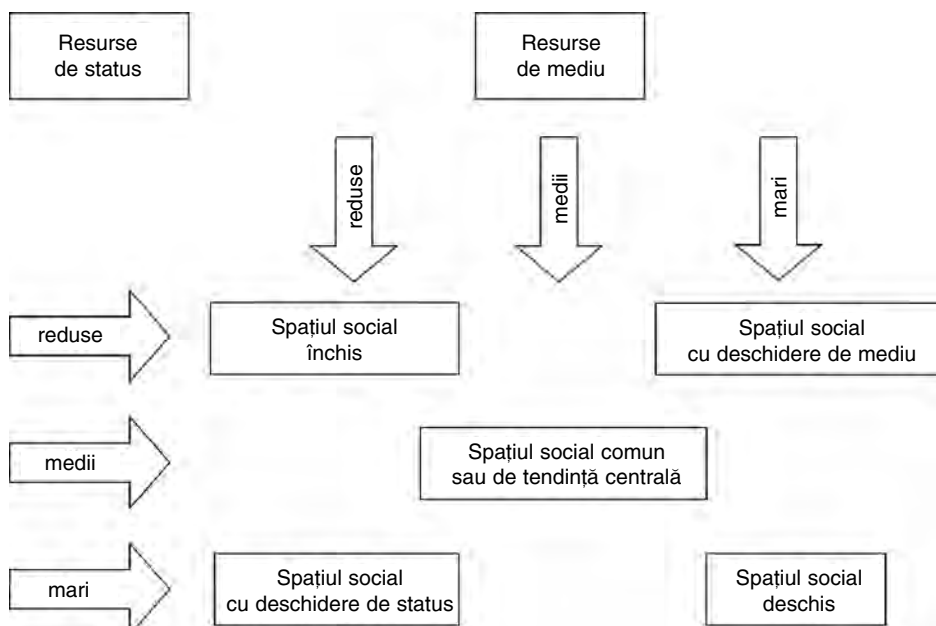 Resurse
de status
Resurse
de mediu
reduse
medii
mari
reduse
Spațiul social
închis
Spațiul social
cu deschidere de mediu
medii
Spațiul social comun
sau de tendință centrală
mari
Spațiul social
cu deschidere de status
Spațiul social
deschis